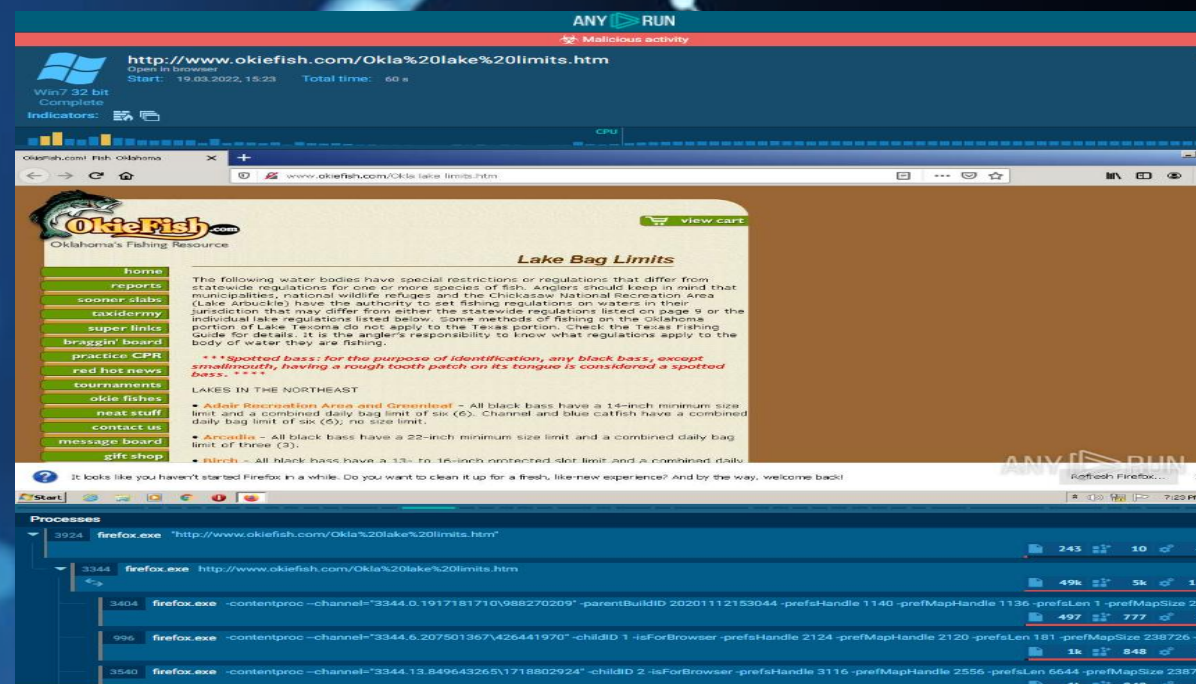 ANY RUN
Malicious activity
http://www.okiefish.com/Okla%20lake%20limits.htm
Open in browser
Start: 19.03.2022, 15:23 Total time: 60 s
Win7 32 bit
Complete
Indicators:
CPU
OkieFish.com! Fish Oklahoma
www.okiefish.com/Okla lake limits.htm
OkieFish.com
Oklahoma's Fishing Resource
view cart
home
reports
sooner slabs
taxidermy
super links
braggin' board
practice CPR
red hot news
tournaments
okie fishes
neat stuff
contact us
message board
gift shop
Lake Bag Limits
The following water bodies have special restrictions or regulations that differ from
statewide regulations for one or more species of fish. Anglers should keep in mind that
municipalities, national wildlife refuges and the Chickasaw National Recreation Area
(Lake Arbuckle) have the authority to set fishing regulations on waters in their
jurisdiction that may differ from either the statewide regulations listed on page 9 or the
individual lake regulations listed below. Some methods of fishing on the Oklahoma
portion of Lake Texoma do not apply to the Texas portion. Check the Texas Fishing
Guide for details. It is the angler's responsibility to know what regulations apply to the
body of water they are fishing.
***Spotted bass: for the purpose of identification, any black bass, except
smallmouth, having a rough tooth patch on its tongue is considered a spotted
bass. ****
LAKES IN THE NORTHEAST
• Adair Recreation Area and Greenleaf - All black bass have a 14-inch minimum size
limit and a combined daily bag limit of six (6). Channel and blue catfish have a combined
daily bag limit of six (6); no size limit.
• Arcadia - All black bass have a 22-inch minimum size limit and a combined daily bag
limit of three (3).
• Birch - All black bass have a 13- to 16-inch protected slot limit and a combined daily
ANY RUN
It looks like you haven't started Firefox in a while. Do you want to clean it up for a fresh, like-new experience? And by the way, welcome back!
Refresh Firefox...
Start
7:20 PM
Processes
3924 firefox.exe "http://www.okiefish.com/Okla%20lake%20limits.htm"
243 10
3344 firefox.exe http://www.okiefish.com/Okla%20lake%20limits.htm
49k 5k
3404 firefox.exe -contentproc --channel="3344.0.1917181710\988270209" -parentBuildID 20201112153044 -prefsHandle 1140 -prefMapHandle 1136 -prefsLen 1 -prefMapSize
497 777
996 firefox.exe -contentproc --channel="3344.6.207501367\426441970" -childID 1 -isForBrowser -prefsHandle 2124 -prefMapHandle 2120 -prefsLen 181 -prefMapSize 238726
1k 848
3540 firefox.exe -contentproc --channel="3344.13.849643265\1718802924" -childID 2 -isForBrowser -prefsHandle 3116 -prefMapHandle 2556 -prefsLen 6644 -prefMapSize